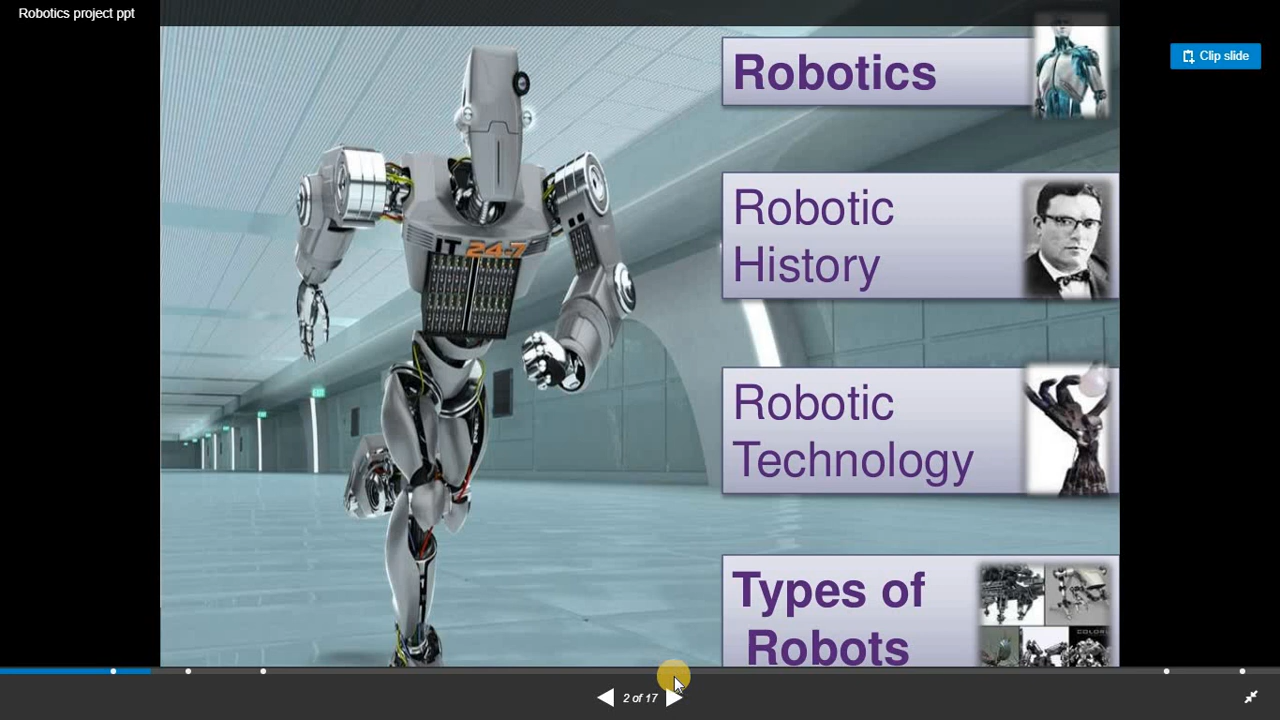 Robotics project ppt
Clip slide
Robotics
Robotic
History
Robotic
Technology
Types of
Robots
IT 24-7
2 of 17